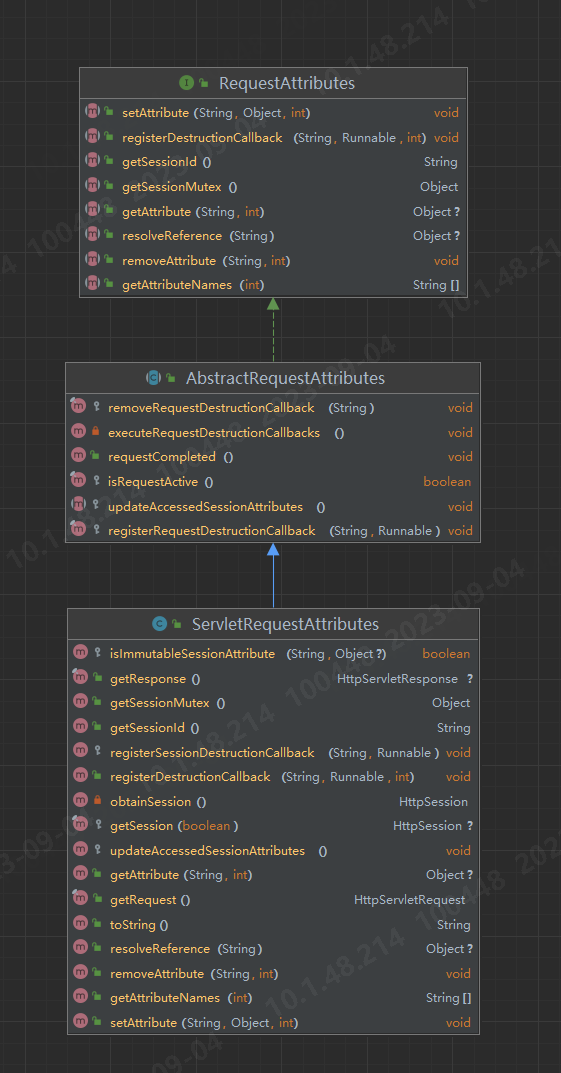 RequestAttributes
setAttribute (String, Object, int) void
registerDestructionCallback (String, Runnable, int) void
getSessionId () String
getSessionMutex () Object
getAttribute (String, int) Object ?
resolveReference (String) Object ?
removeAttribute (String, int) void
getAttributeNames (int) String []
AbstractRequestAttributes
removeRequestDestructionCallback (String) void
executeRequestDestructionCallbacks () void
requestCompleted () void
isRequestActive () boolean
updateAccessedSessionAttributes () void
registerRequestDestructionCallback (String, Runnable) void
ServletRequestAttributes
isImmutableSessionAttribute (String, Object ?) boolean
getResponse () HttpServletResponse ?
getSessionMutex () Object
getSessionId () String
registerSessionDestructionCallback (String, Runnable) void
registerDestructionCallback (String, Runnable, int) void
obtainSession () HttpSession
getSession (boolean) HttpSession ?
updateAccessedSessionAttributes () void
getAttribute (String, int) Object ?
getRequest () HttpServletRequest
toString () String
resolveReference (String) Object ?
removeAttribute (String, int) void
getAttributeNames (int) String []
setAttribute (String, Object, int) void
10.1.48.214 100448 2023-09-04